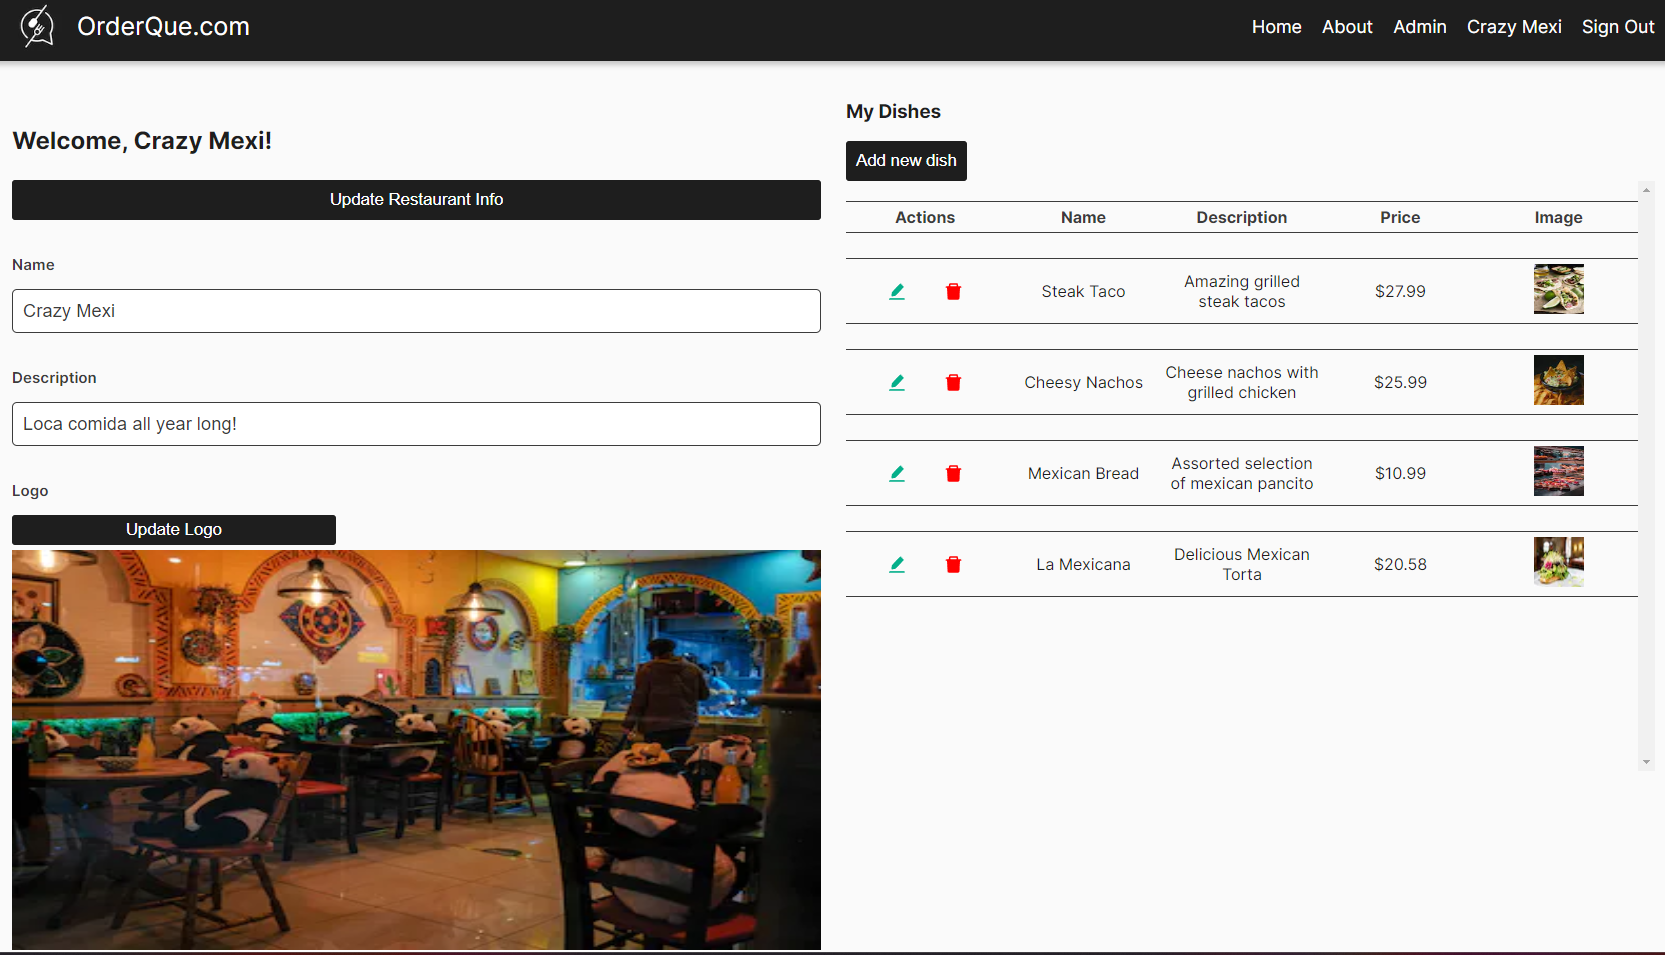 OrderQue.com
Home About Admin Crazy Mexi Sign Out
Welcome, Crazy Mexi!
Update Restaurant Info
Name
Crazy Mexi
Description
Loca comida all year long!
Logo
Update Logo
My Dishes
Add new dish
Actions Name Description Price Image
Steak Taco
Amazing grilled
steak tacos
$27.99
Cheesy Nachos
Cheese nachos with
grilled chicken
$25.99
Mexican Bread
Assorted selection
of mexican pancito
$10.99
La Mexicana
Delicious Mexican
Torta
$20.58